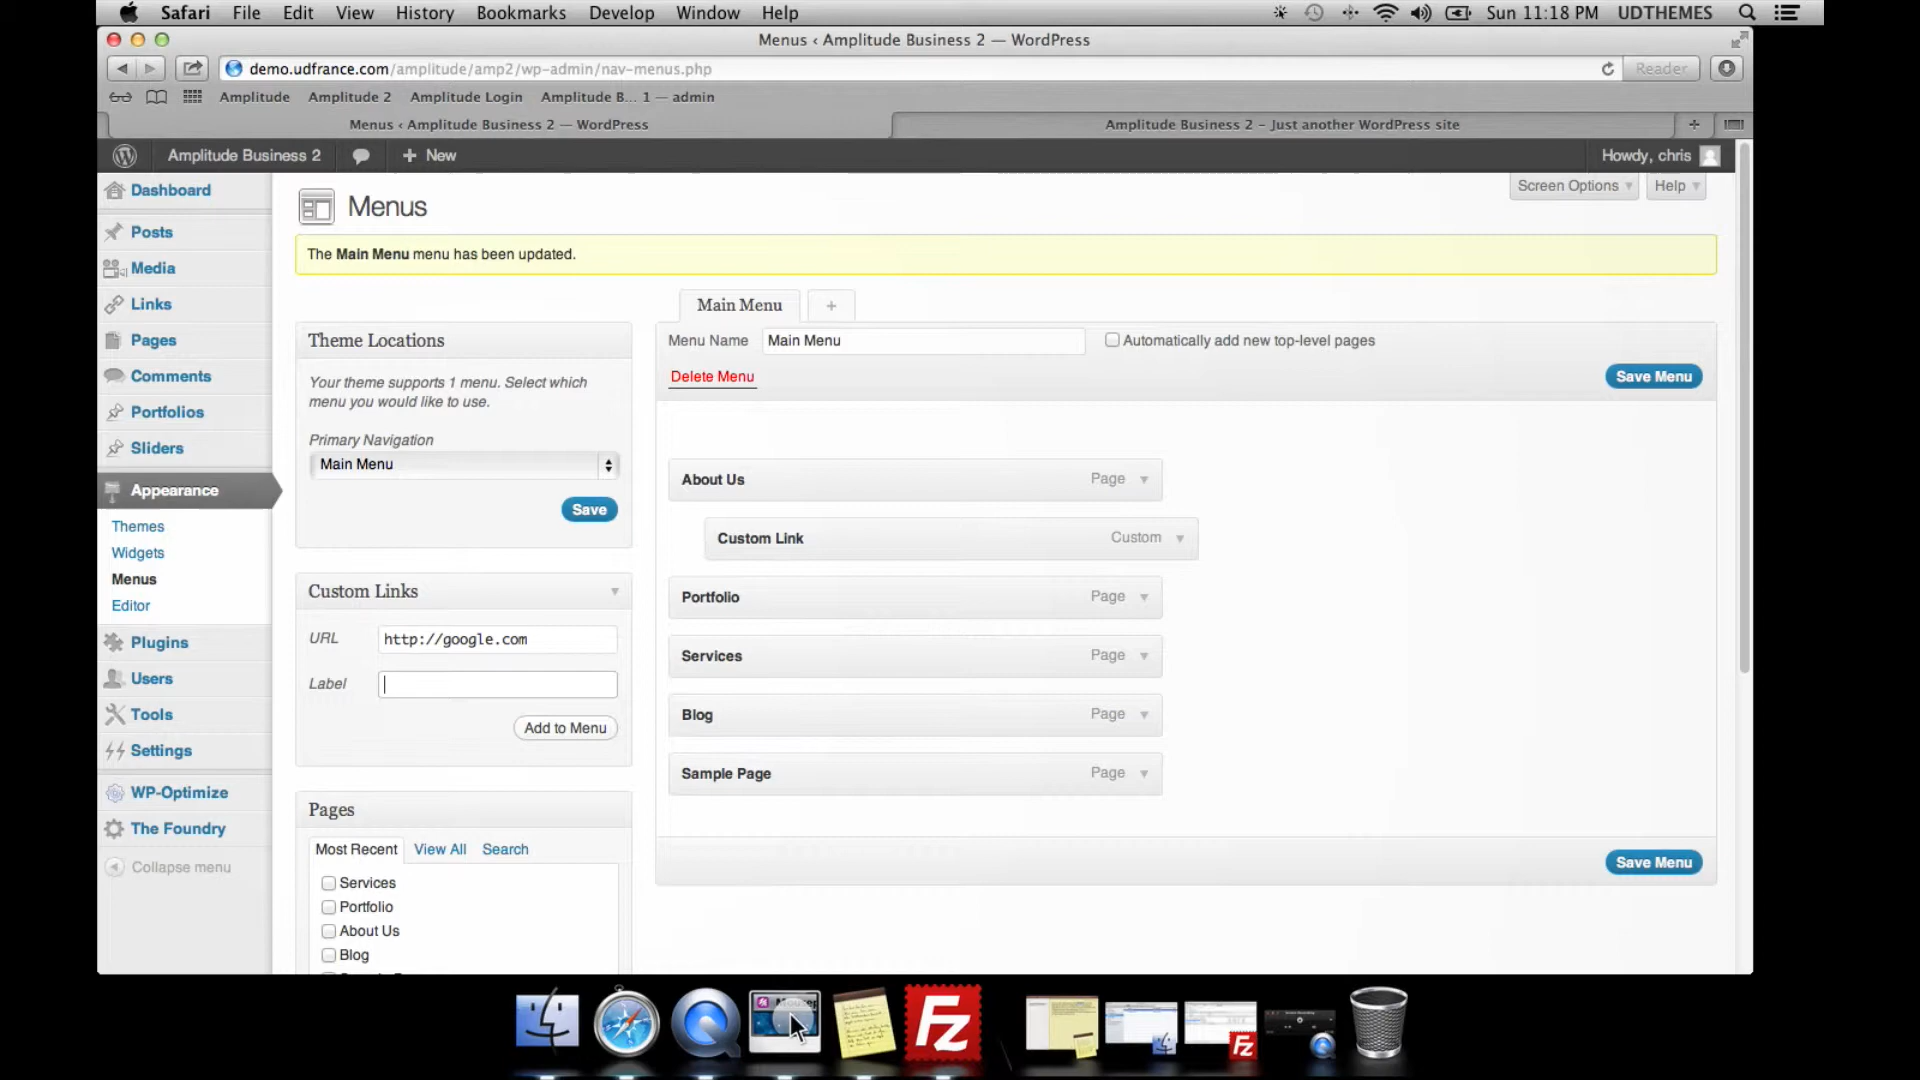 Safari File Edit View History Bookmarks Develop Window Help Sun 11:18 PM UDTHEMES
Menus ‹ Amplitude Business 2 — WordPress
demo.udfrance.com/amplitude/amp2/wp-admin/nav-menus.php Reader
Amplitude Amplitude 2 Amplitude Login Amplitude B... 1 — admin
Menus ‹ Amplitude Business 2 — WordPress Amplitude Business 2 – Just another WordPress site +
Amplitude Business 2 + New Howdy, chris
Screen Options Help
Dashboard
Posts
Media
Links
Pages
Comments
Portfolios
Sliders
Appearance
Themes
Widgets
Menus
Editor
Plugins
Users
Tools
Settings
WP-Optimize
The Foundry
Collapse menu
Menus
The Main Menu menu has been updated.
Theme Locations
Your theme supports 1 menu. Select which
menu you would like to use.
Primary Navigation
Main Menu
Save
Custom Links
URL http://google.com
Label
Add to Menu
Pages
Most Recent View All Search
Services
Portfolio
About Us
Blog
Main Menu +
Menu Name Main Menu Automatically add new top-level pages
Delete Menu Save Menu
About Us Page
Custom Link Custom
Portfolio Page
Services Page
Blog Page
Sample Page Page
Save Menu
Fz